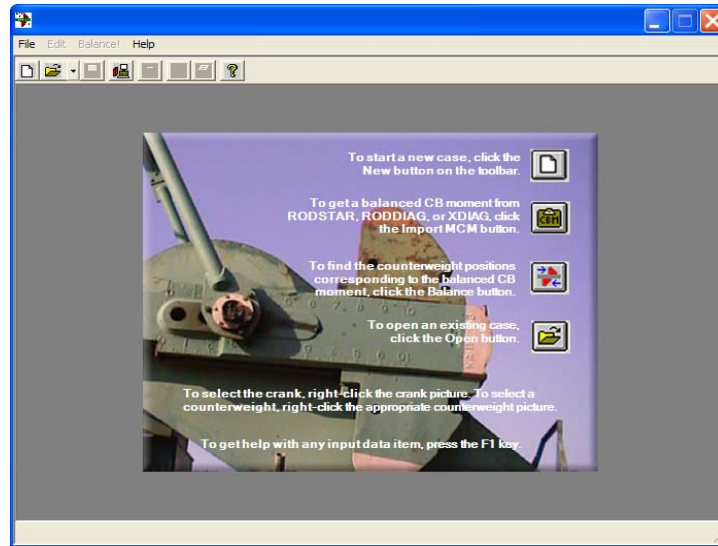 File Edit Balance! Help
To start a new case, click the
New button on the toolbar.
To get a balanced CB moment from
RODSTAR, RODDIAG, or XDIAG, click
the Import MCM button.
CBM
To find the counterweight positions
corresponding to the balanced CB
moment, click the Balance button.
To open an existing case,
click the Open button.
To select the crank, right-click the crank picture. To select a
counterweight, right-click the appropriate counterweight picture.
To get help with any input data item, press the F1 key.